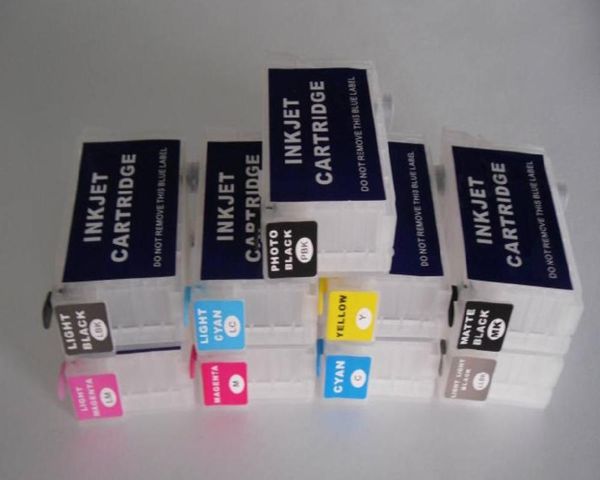 INKJET
CARTRIDGE
DO NOT REMOVE THIS BLUE LABEL
PHOTO
BLACK
PBK
INKJET
CARTRIDGE
DO NOT REMOVE THIS BLUE LABEL
LIGHT
BLACK
LBK
INKJET
CARTRIDGE
LIGHT
CYAN
LC
DO NOT REMOVE THIS BLUE LABEL
YELLOW
Y
INKJET
CARTRIDGE
DO NOT REMOVE THIS BLUE LABEL
MATTE
BLACK
MK
LIGHT
MAGENTA
LM
MAGENTA
M
CYAN
C
LIGHT LIGHT
BLACK